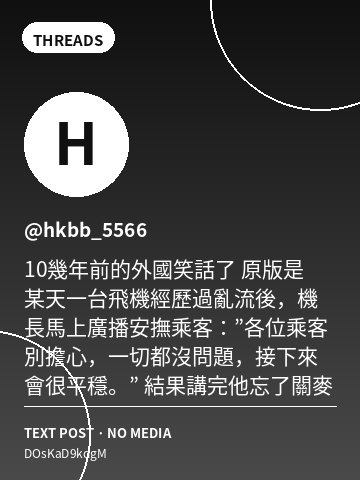 THREADS
H
@hkbb_5566
10幾年前的外國笑話了 原版是
某天一台飛機經歷過亂流後，機
長馬上廣播安撫乘客：”各位乘客
別擔心，一切都沒問題，接下來
會很平穩。” 結果講完他忘了關麥
TEXT POST · NO MEDIA
DOsKaD9kqgM